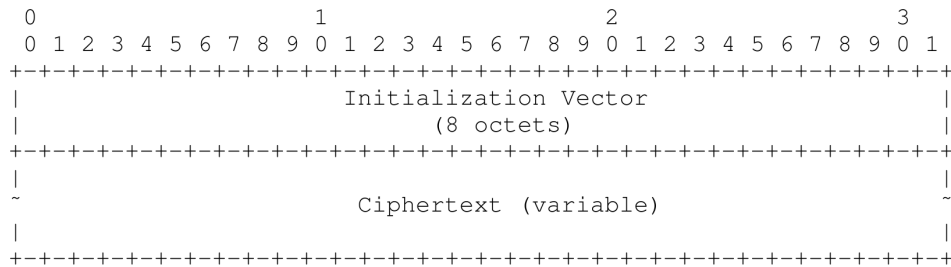 0                   1                   2                   3
 0 1 2 3 4 5 6 7 8 9 0 1 2 3 4 5 6 7 8 9 0 1 2 3 4 5 6 7 8 9 0 1
+-+-+-+-+-+-+-+-+-+-+-+-+-+-+-+-+-+-+-+-+-+-+-+-+-+-+-+-+-+-+-+-+
|                     Initialization Vector                     |
|                           (8 octets)                          |
+-+-+-+-+-+-+-+-+-+-+-+-+-+-+-+-+-+-+-+-+-+-+-+-+-+-+-+-+-+-+-+-+
|                                                               |
~                      Ciphertext (variable)                    ~
|                                                               |
+-+-+-+-+-+-+-+-+-+-+-+-+-+-+-+-+-+-+-+-+-+-+-+-+-+-+-+-+-+-+-+-+